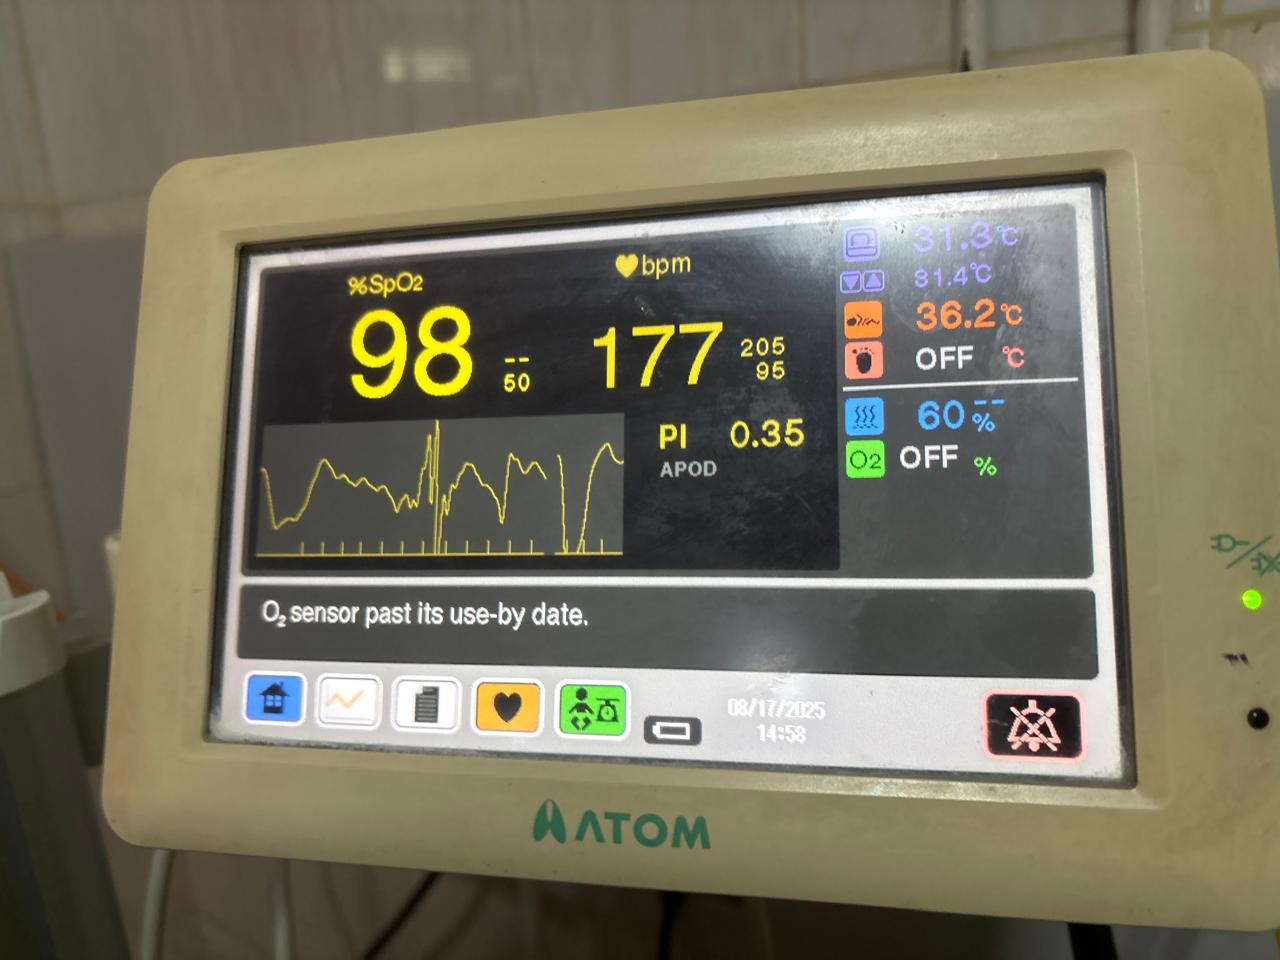 %SpO2
98
--
50
bpm
177
205
95
PI 0.35
APOD
31.3℃
31.4℃
36.2℃
OFF ℃
60 --%
O2 OFF %
O₂ sensor past its use-by date.
08/17/2025
14:58
ATOM